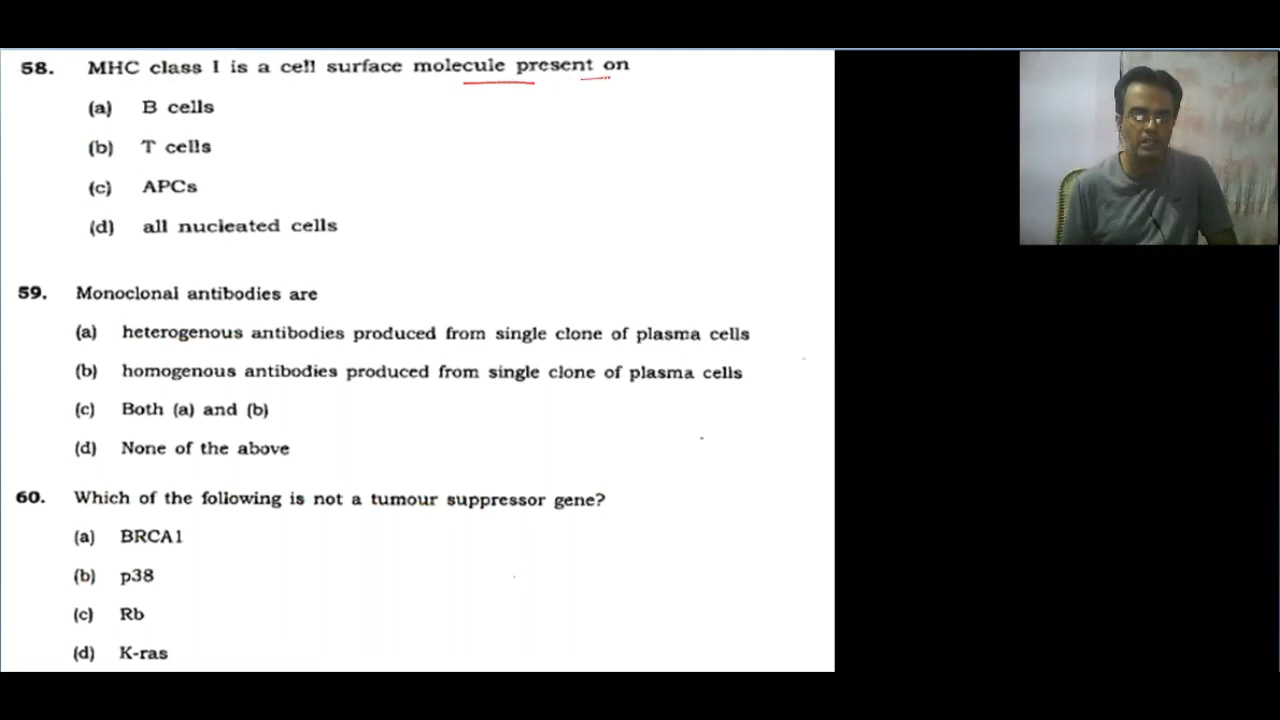 58. MHC class I is a cell surface molecule present on
(a) B cells
(b) T cells
(c) APCs
(d) all nucleated cells
59. Monoclonal antibodies are
(a) heterogenous antibodies produced from single clone of plasma cells
(b) homogenous antibodies produced from single clone of plasma cells
(c) Both (a) and (b)
(d) None of the above
60. Which of the following is not a tumour suppressor gene?
(a) BRCA1
(b) p38
(c) Rb
(d) K-ras